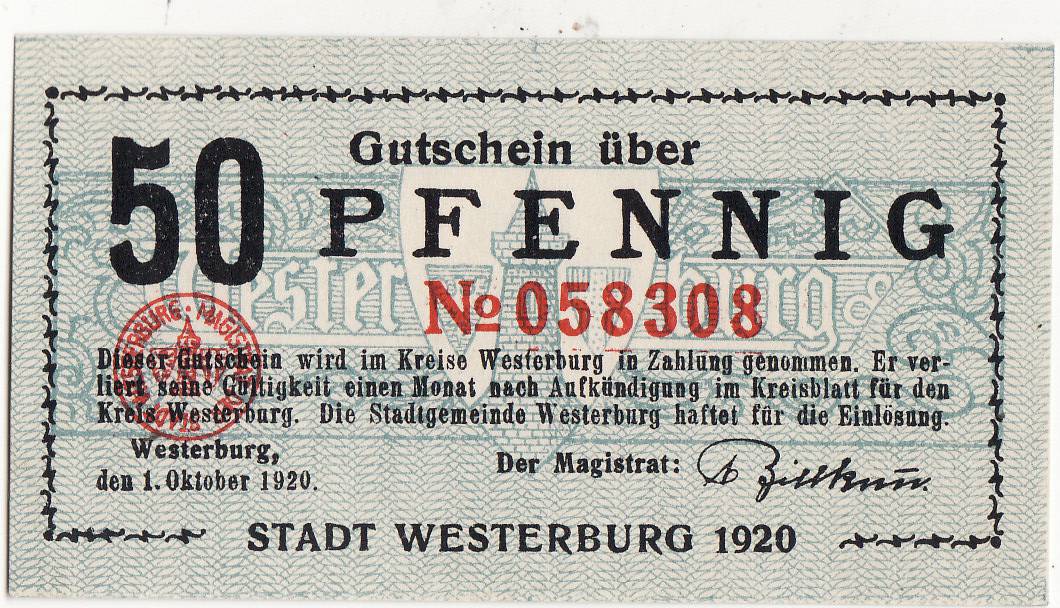 Gutschein über
50 PFENNIG
Westerburg
No 058308
Dieser Gutschein wird im Kreise Westerburg in Zahlung genommen. Er ver-
liert seine Gültigkeit einen Monat nach Aufkündigung im Kreisblatt für den
Kreis Westerburg. Die Stadtgemeinde Westerburg haftet für die Einlösung.
Westerburg,
den 1. Oktober 1920.
Der Magistrat:
STADT WESTERBURG 1920